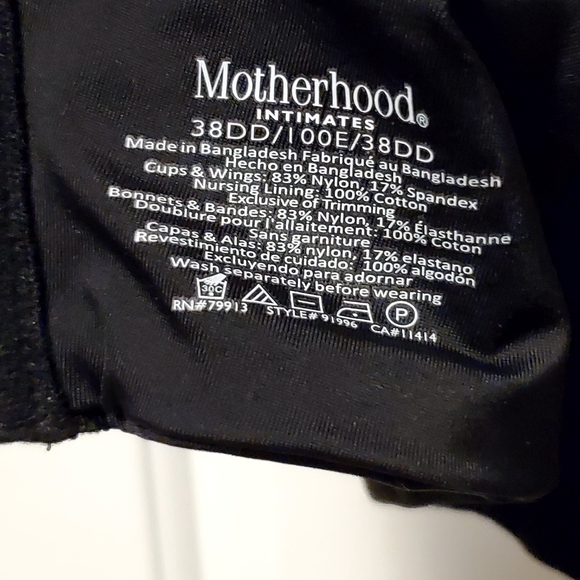 Motherhood®
INTIMATES
38DD/100E/38DD
Made in Bangladesh Fabriqué au Bangladesh
Hecho en Bangladesh
Cups & Wings: 83% Nylon, 17% Spandex
Nursing Lining: 100% Cotton
Exclusive of Trimming
Bonnets & Bandes: 83% Nylon, 17% Élasthanne
Doublure pour l'allaitement: 100% Coton
Sans garniture
Capas & Aias: 83% nylon, 17% elastano
Revestimiento de cuidado: 100% algodón
Excluyendo para adornar
Wash separately before wearing
30C P
RN#79913 STYLE# 91996 CA#11414